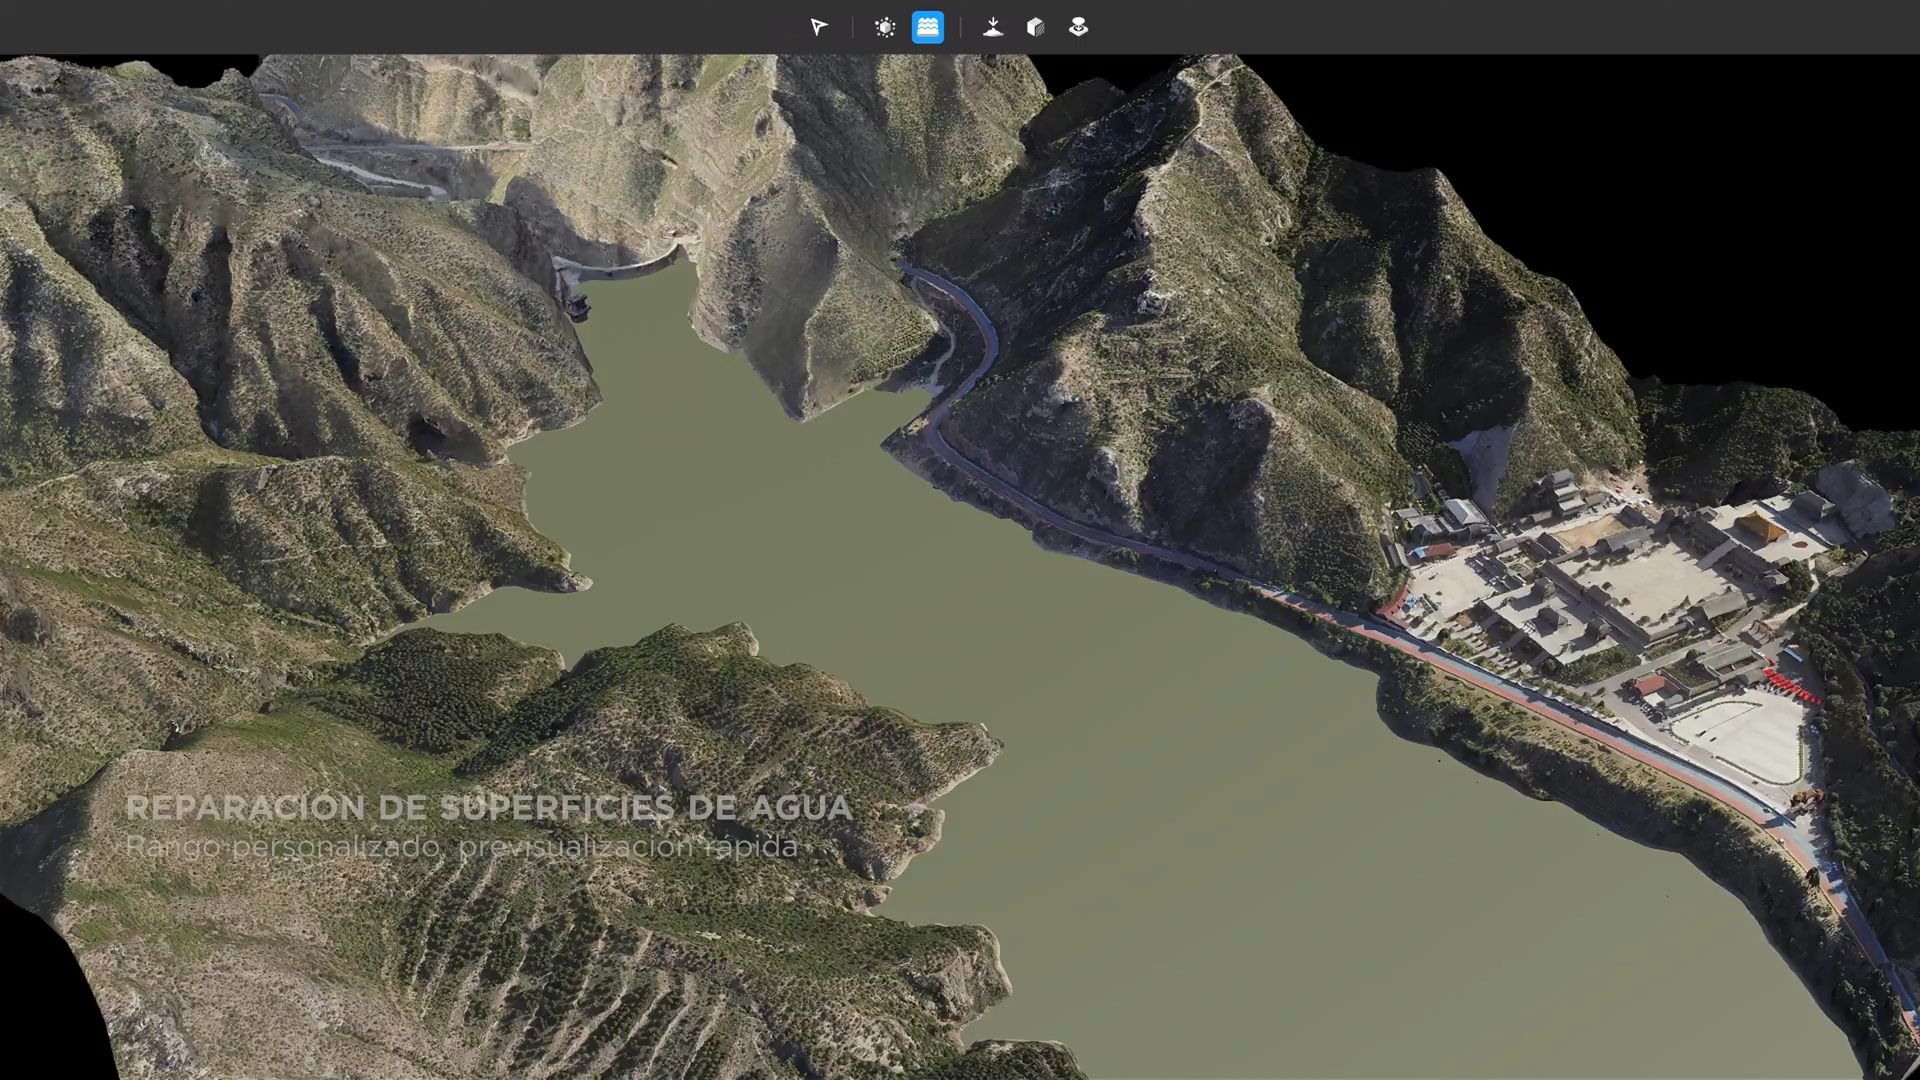 REPARACIÓN DE SUPERFICIES DE AGUA
Rango personalizado, previsualización rápida